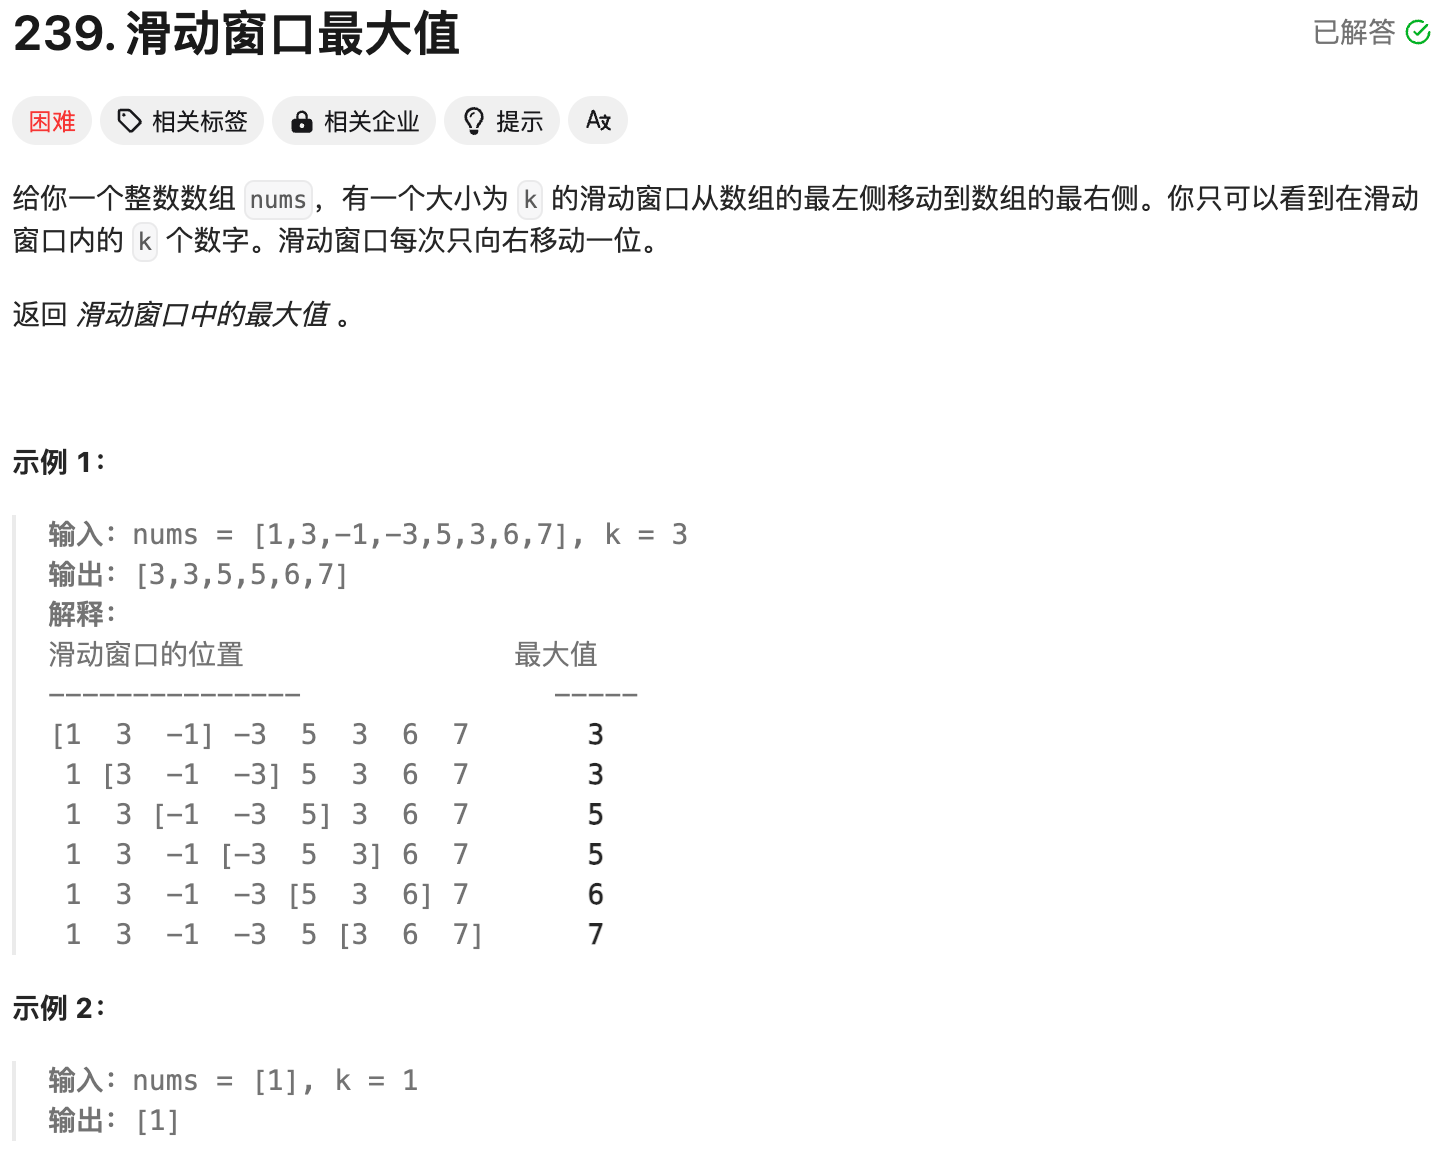 239. 滑动窗口最大值
已解答
困难 相关标签 相关企业 提示
给你一个整数数组 nums，有一个大小为 k 的滑动窗口从数组的最左侧移动到数组的最右侧。你只可以看到在滑动
窗口内的 k 个数字。滑动窗口每次只向右移动一位。
返回 滑动窗口中的最大值 。
示例 1：
输入：nums = [1,3,-1,-3,5,3,6,7], k = 3
输出：[3,3,5,5,6,7]
解释：
滑动窗口的位置                最大值
---------------               -----
[1  3  -1] -3  5  3  6  7       3
 1 [3  -1  -3] 5  3  6  7       3
 1  3 [-1  -3  5] 3  6  7       5
 1  3  -1 [-3  5  3] 6  7       5
 1  3  -1  -3 [5  3  6] 7       6
 1  3  -1  -3  5 [3  6  7]      7
示例 2：
输入：nums = [1], k = 1
输出：[1]